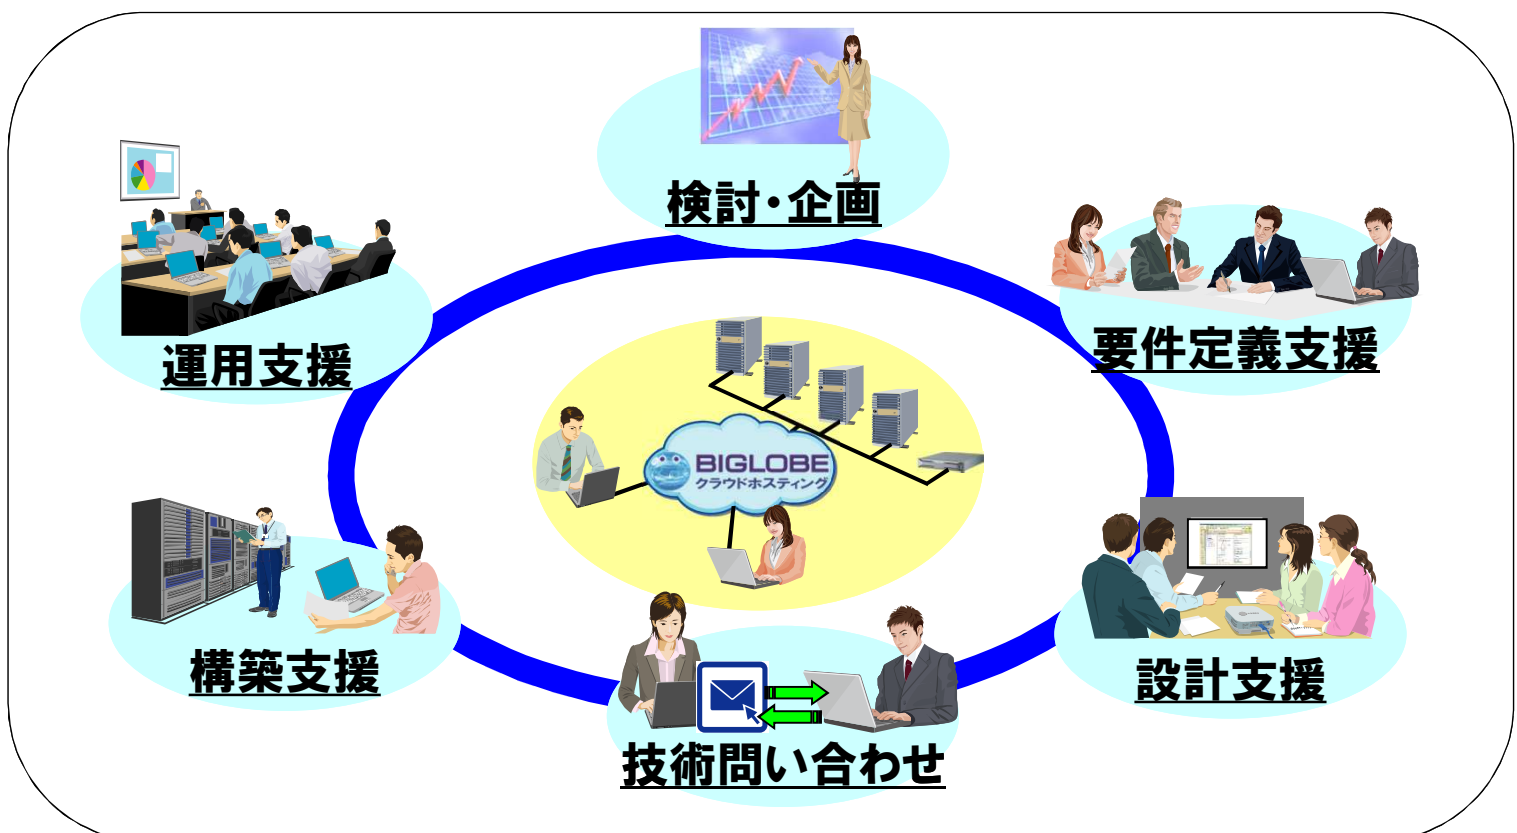 検討・企画
運用支援
要件定義支援
BIGLOBE
クラウドホスティング
構築支援
設計支援
技術問い合わせ